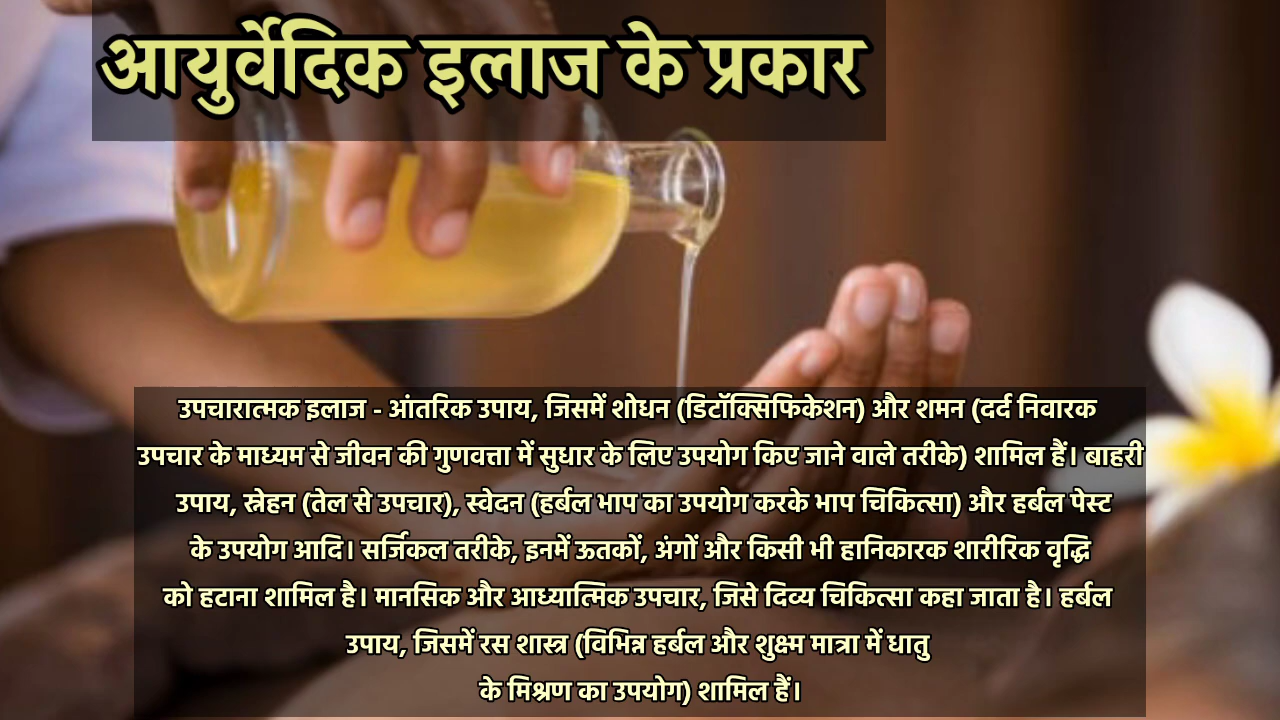 आयुर्वेदिक इलाज के प्रकार
उपचारात्मक इलाज - आंतरिक उपाय, जिसमें शोधन (डिटॉक्सिफिकेशन) और शमन (दर्द निवारक
उपचार के माध्यम से जीवन की गुणवत्ता में सुधार के लिए उपयोग किए जाने वाले तरीके) शामिल हैं। बाहरी
उपाय, स्नेहन (तेल से उपचार), स्वेदन (हर्बल भाप का उपयोग करके भाप चिकित्सा) और हर्बल पेस्ट
के उपयोग आदि। सर्जिकल तरीके, इनमें ऊतकों, अंगों और किसी भी हानिकारक शारीरिक वृद्धि
को हटाना शामिल है। मानसिक और आध्यात्मिक उपचार, जिसे दिव्य चिकित्सा कहा जाता है। हर्बल
उपाय, जिसमें रस शास्त्र (विभिन्न हर्बल और शुक्ष्म मात्रा में धातु
के मिश्रण का उपयोग) शामिल हैं।